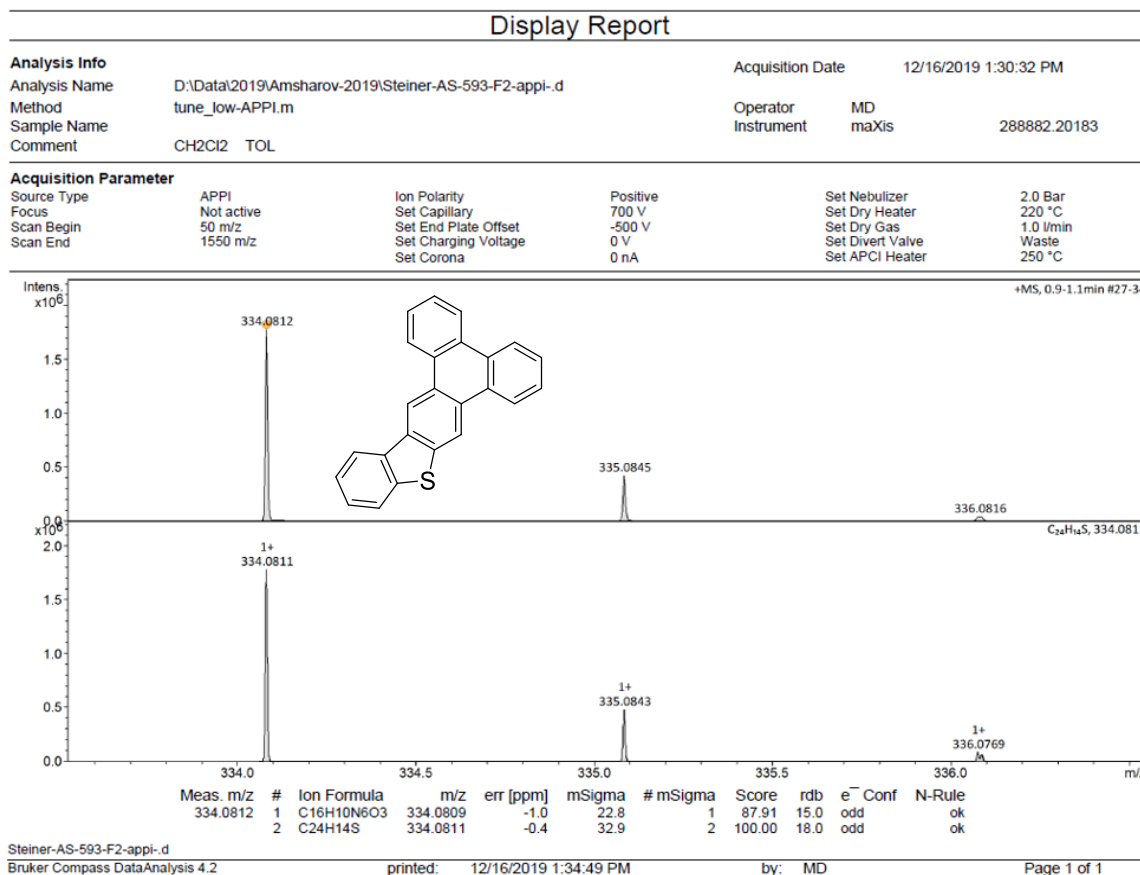 Display Report
Analysis Info
Acquisition Date 12/16/2019 1:30:32 PM
Analysis Name D:\Data\2019\Amsharov-2019\Steiner-AS-593-F2-appi-.d
Method tune_low-APPI.m Operator MD
Sample Name Instrument maXis 288882.20183
Comment CH2Cl2 TOL
Acquisition Parameter
Source Type APPI Ion Polarity Positive Set Nebulizer 2.0 Bar
Focus Not active Set Capillary 700 V Set Dry Heater 220 °C
Scan Begin 50 m/z Set End Plate Offset -500 V Set Dry Gas 1.0 l/min
Scan End 1550 m/z Set Charging Voltage 0 V Set Divert Valve Waste
Set Corona 0 nA Set APCI Heater 250 °C
Intens.
x10⁶
+MS, 0.9-1.1min #27-34
334.0812
1.5
1.0
0.5
335.0845
S
336.0816
0.0
x10⁶
C₂₄H₁₄S, 334.0811
2.0
1+
334.0811
1.5
1.0
1+
335.0843
0.5
1+
336.0769
0.0
334.0 334.5 335.0 335.5 336.0 m/z
Meas. m/z # Ion Formula m/z err [ppm] mSigma # mSigma Score rdb e⁻ Conf N-Rule
334.0812 1 C16H10N6O3 334.0809 -1.0 22.8 1 87.91 15.0 odd ok
2 C24H14S 334.0811 -0.4 32.9 2 100.00 18.0 odd ok
Steiner-AS-593-F2-appi-.d
Bruker Compass DataAnalysis 4.2 printed: 12/16/2019 1:34:49 PM by: MD Page 1 of 1